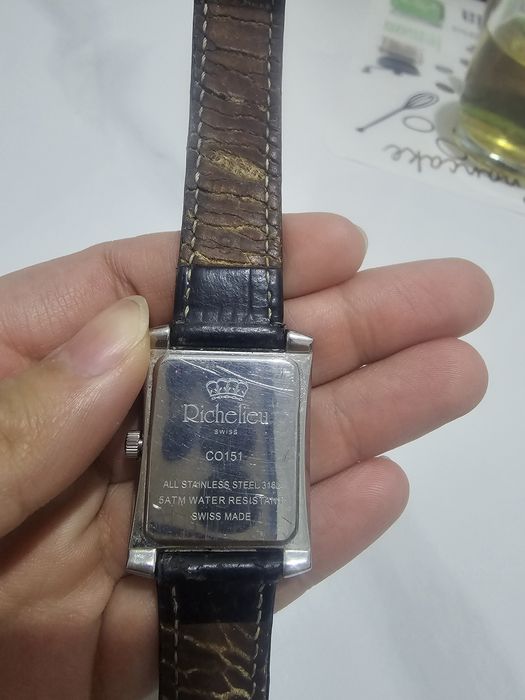 Richelieu
SWISS
CO151
ALL STAINLESS STEEL 316L
5ATM WATER RESISTANT
SWISS MADE